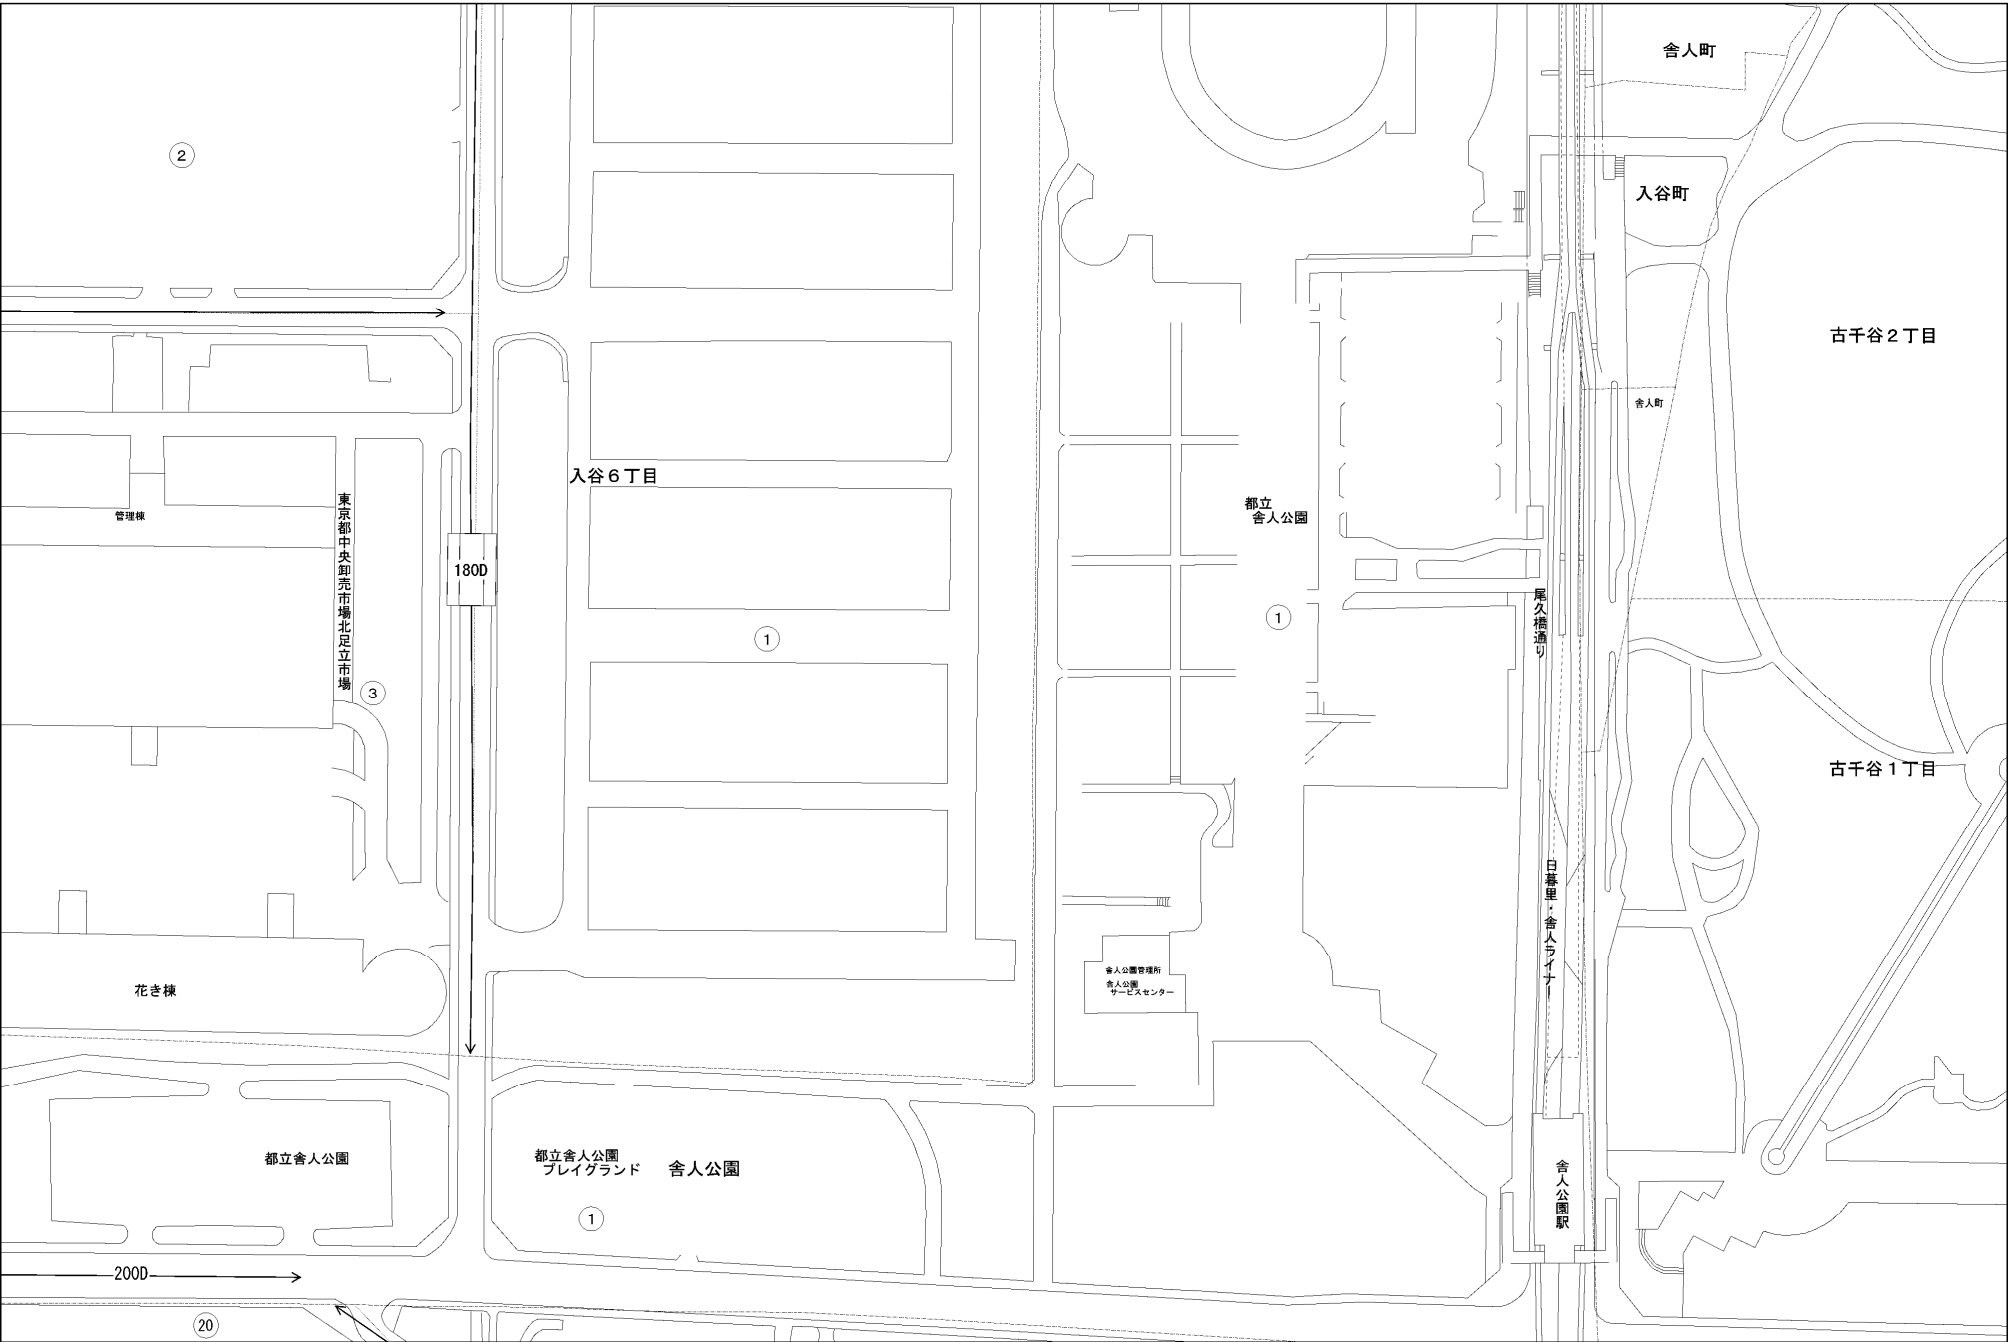 舎人町
②
入谷町
古千谷２丁目
舎人町
入谷６丁目
東京都中央卸売市場北足立市場
都立
舎人公園
管理棟
180D
尾久橋通り
①
①
③
古千谷１丁目
日暮里・舎人ライナー
舎人公園管理所
舎人公園
サービスセンター
花き棟
都立舎人公園
都立舎人公園
プレイグランド
舎人公園
舎人公園駅
①
200D
⑳